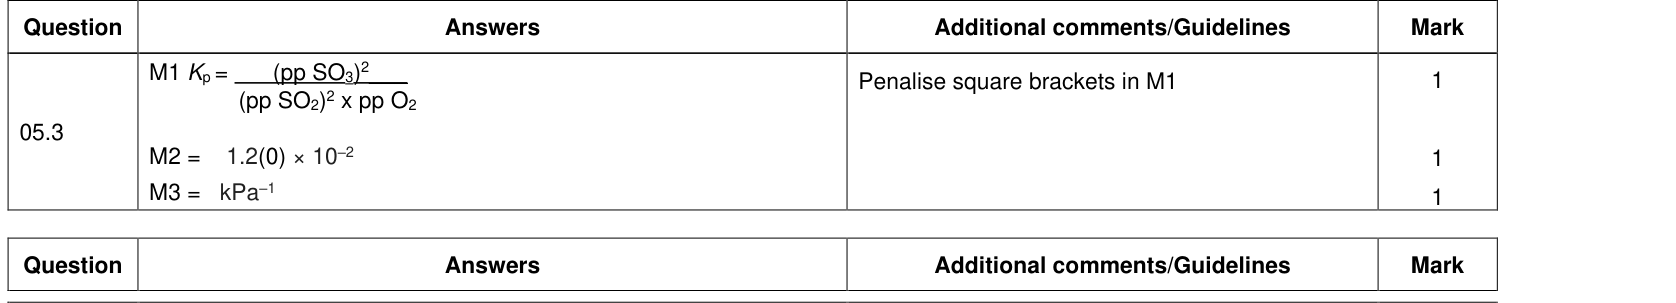 Question Answers Additional comments/Guidelines Mark
05.3
M1 Kp = (pp SO₃)²
(pp SO₂)² x pp O₂
Penalise square brackets in M1
1
M2 = 1.2(0) × 10⁻²
1
M3 = kPa⁻¹
1
Question Answers Additional comments/Guidelines Mark